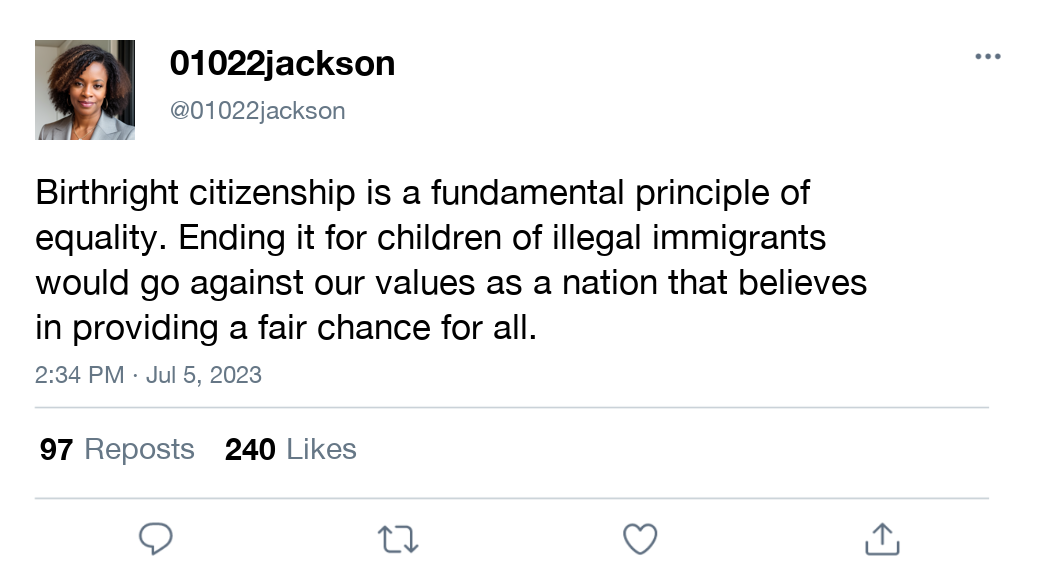 01022jackson
@01022jackson
Birthright citizenship is a fundamental principle of
equality. Ending it for children of illegal immigrants
would go against our values as a nation that believes
in providing a fair chance for all.
2:34 PM · Jul 5, 2023
97 Reposts 240 Likes